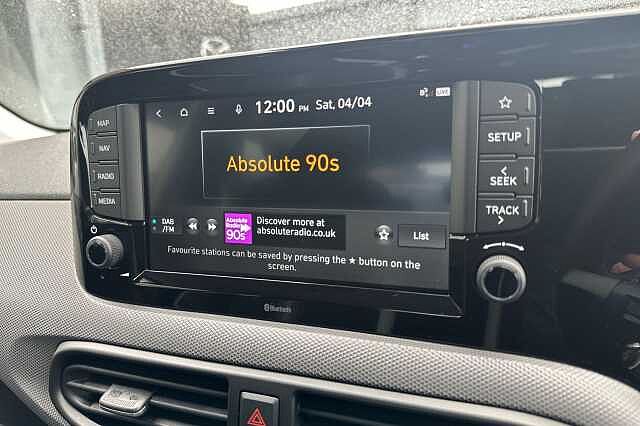 MAP
NAV
RADIO
MEDIA
12:00 PM Sat, 04/04
LIVE
Absolute 90s
DAB
/FM
Absolute
Radio
90s
Discover more at
absoluteradio.co.uk
List
Favourite stations can be saved by pressing the ★ button on the
screen.
SETUP
SEEK
TRACK
Bluetooth